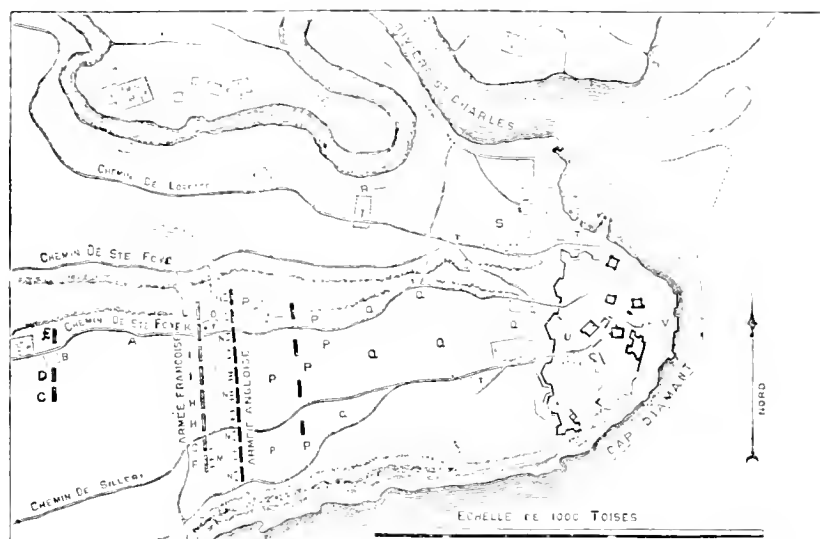 RIVIERE ST CHARLES
CHEMIN DE LORETTE
R
T
S
CHEMIN DE STE FOYE
T
T
CHEMIN DE STE FOYE
L
P
E
A
B
D
C
K
I
I
H
H
ARMÉE FRANÇOISE
N
N
N
N
ARMÉE ANGLOISE
P
P
P
P
P
P
P
Q
Q
Q
Q
Q
U
V
T
CAP DIAMANT
NORD
CHEMIN DE SILLERY
ECHELLE DE 1000 TOISES